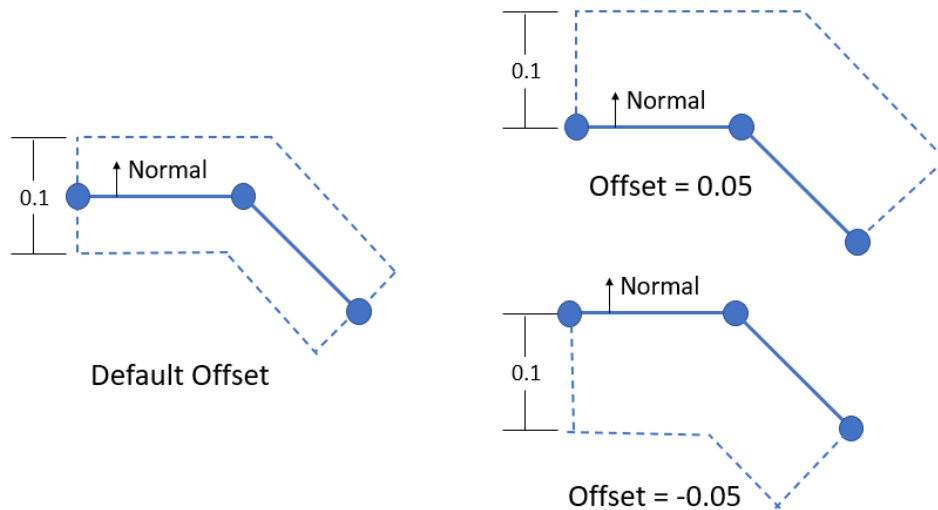 0.1
Normal
Default Offset
0.1
Normal
Offset = 0.05
Normal
0.1
Offset = -0.05